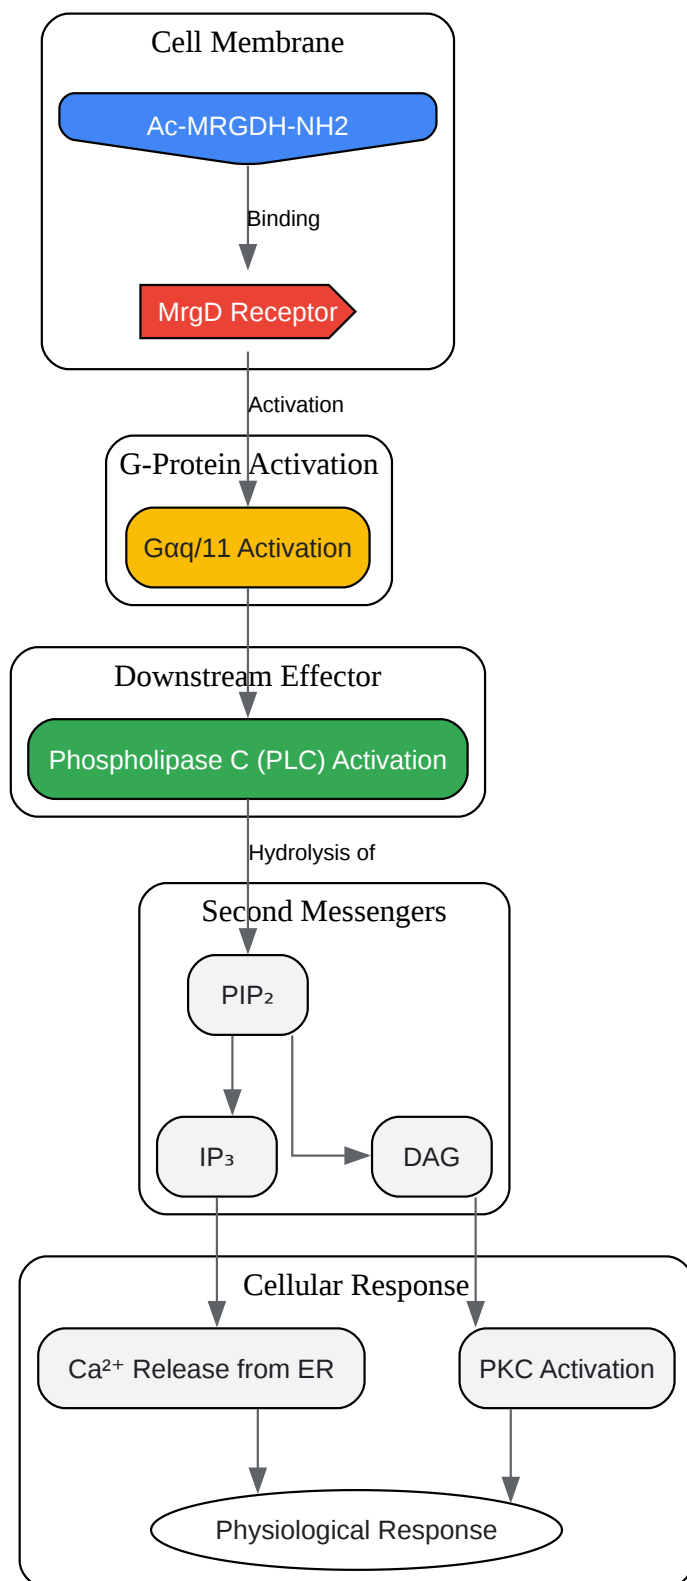 Cell Membrane
Ac-MRGDH-NH2
Binding
MrgD Receptor
Activation
G-Protein Activation
Gαq/11 Activation
Downstream Effector
Phospholipase C (PLC) Activation
Hydrolysis of
Second Messengers
PIP₂
IP₃
DAG
Cellular Response
Ca²⁺ Release from ER
PKC Activation
Physiological Response